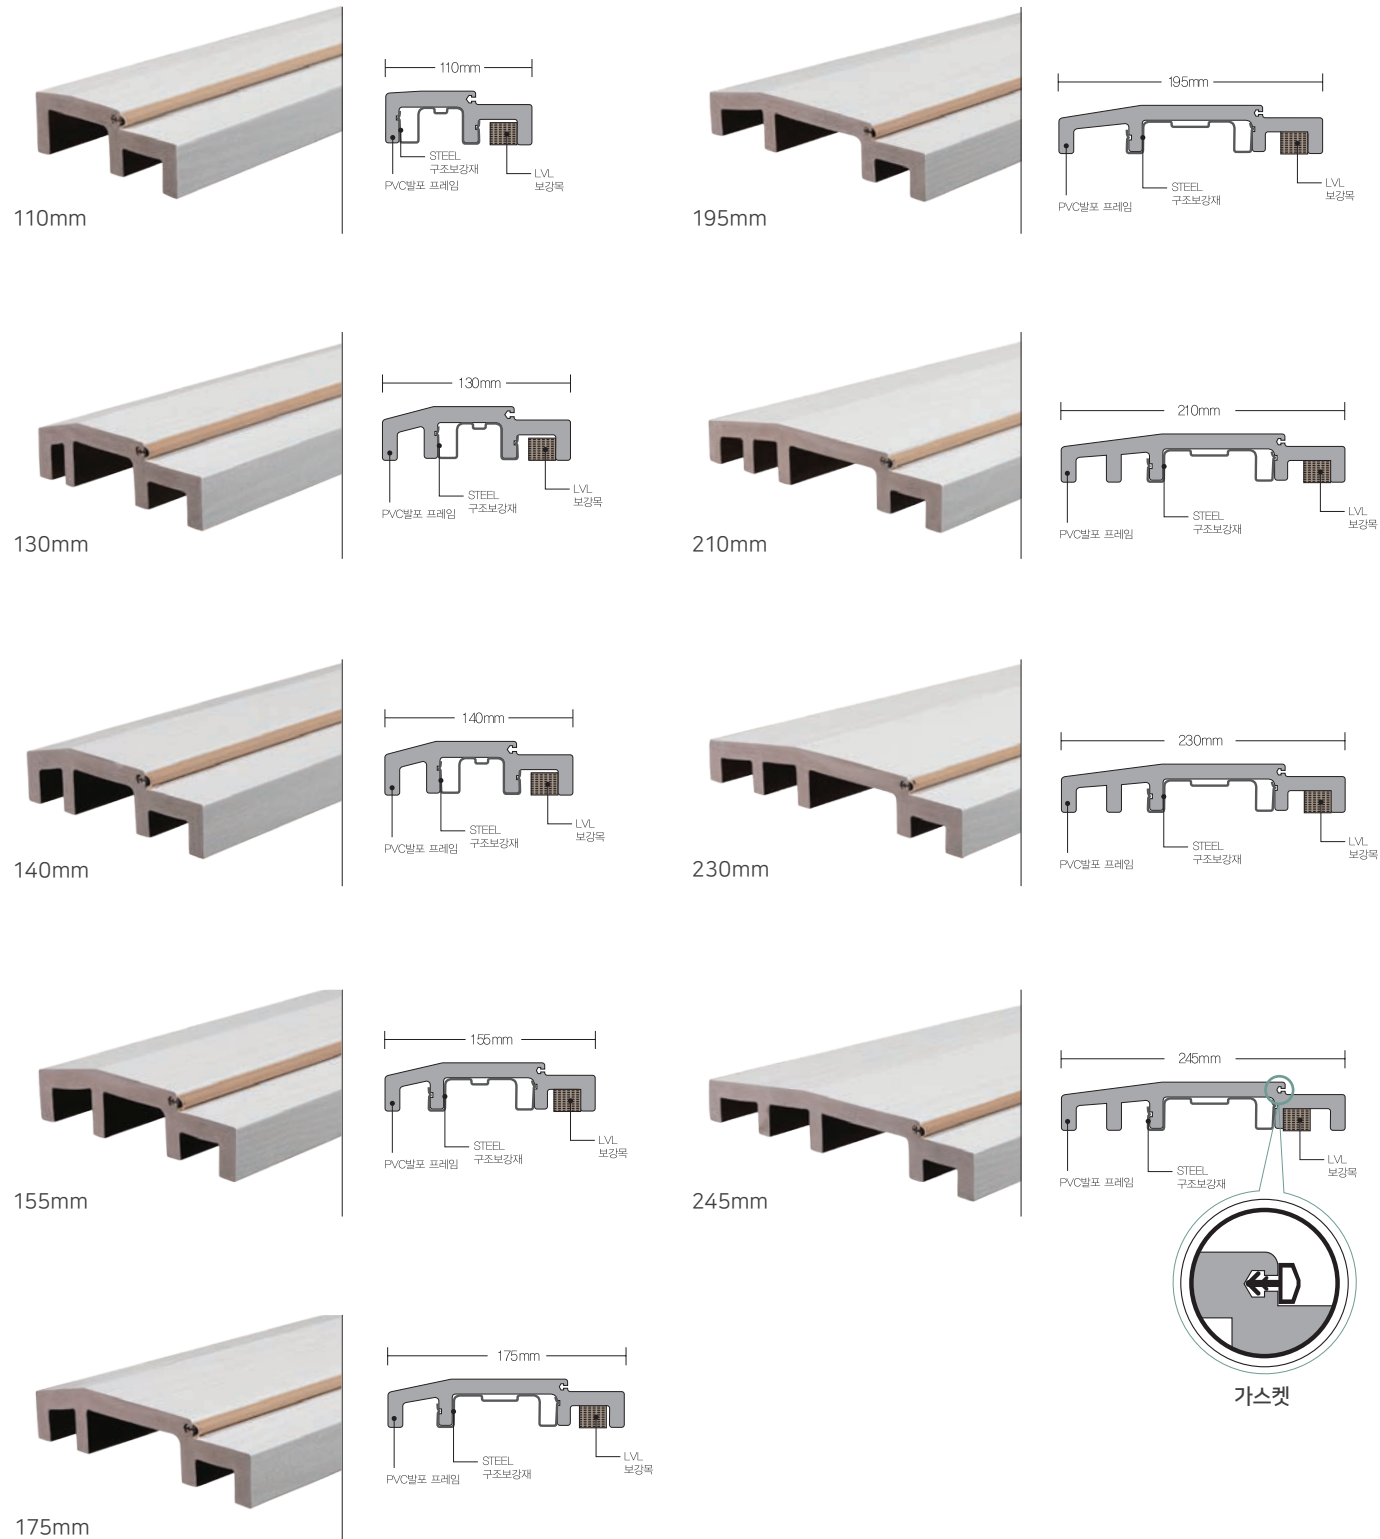 110mm
STEEL
구조보강재
PVC발포 프레임
LVL
보강목
110mm
195mm
STEEL
구조보강재
PVC발포 프레임
LVL
보강목
195mm
130mm
STEEL
구조보강재
PVC발포 프레임
LVL
보강목
130mm
210mm
STEEL
구조보강재
PVC발포 프레임
LVL
보강목
210mm
140mm
STEEL
구조보강재
PVC발포 프레임
LVL
보강목
140mm
230mm
STEEL
구조보강재
PVC발포 프레임
LVL
보강목
230mm
155mm
STEEL
구조보강재
PVC발포 프레임
LVL
보강목
155mm
245mm
STEEL
구조보강재
PVC발포 프레임
LVL
보강목
245mm
가스켓
175mm
STEEL
구조보강재
PVC발포 프레임
LVL
보강목
175mm